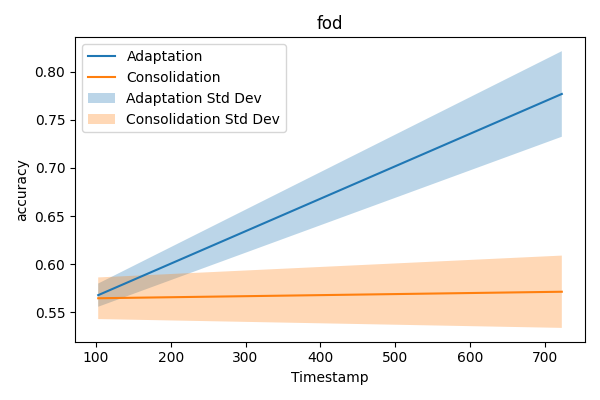 fod
Adaptation
Consolidation
Adaptation Std Dev
Consolidation Std Dev
accuracy
0.80
0.75
0.70
0.65
0.60
0.55
100 200 300 400 500 600 700
Timestamp